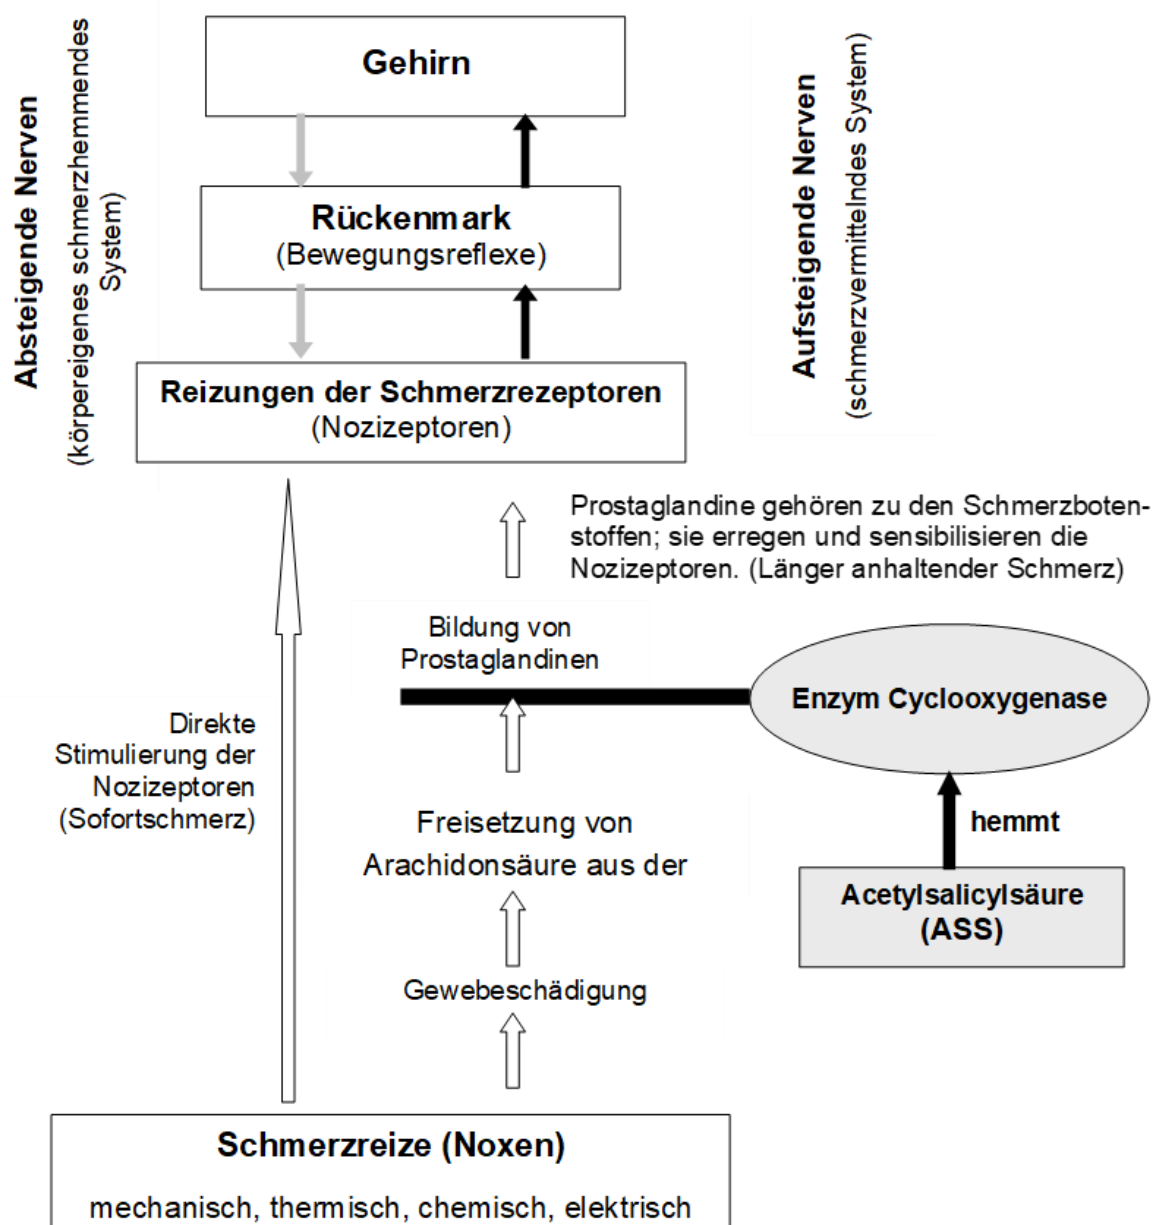 Gehirn
Absteigende Nerven
(körpereigenes schmerzhemmendes
System)
Aufsteigende Nerven
(schmerzvermittelndes System)
Rückenmark
(Bewegungsreflexe)
Reizungen der Schmerzrezeptoren
(Nozizeptoren)
Prostaglandine gehören zu den Schmerzboten-
stoffen; sie erregen und sensibilisieren die
Nozizeptoren. (Länger anhaltender Schmerz)
Bildung von
Prostaglandinen
Enzym Cyclooxygenase
Direkte
Stimulierung der
Nozizeptoren
(Sofortschmerz)
Freisetzung von
Arachidonsäure aus der
hemmt
Acetylsalicylsäure
(ASS)
Gewebeschädigung
Schmerzreize (Noxen)
mechanisch, thermisch, chemisch, elektrisch